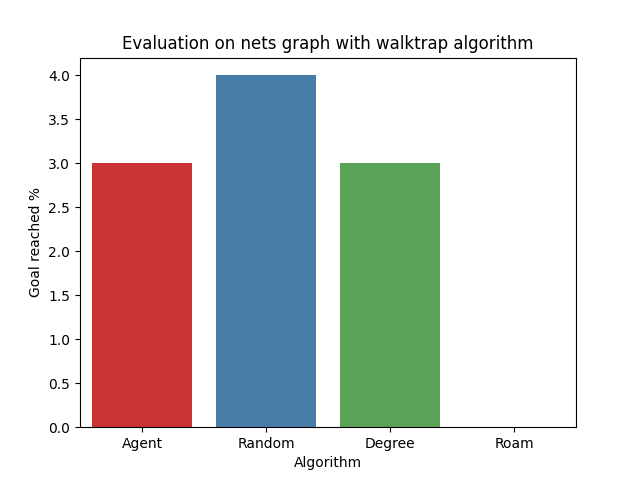 Evaluation on nets graph with walktrap algorithm
Goal reached %
4.0
3.5
3.0
2.5
2.0
1.5
1.0
0.5
0.0
Agent Random Degree Roam
Algorithm